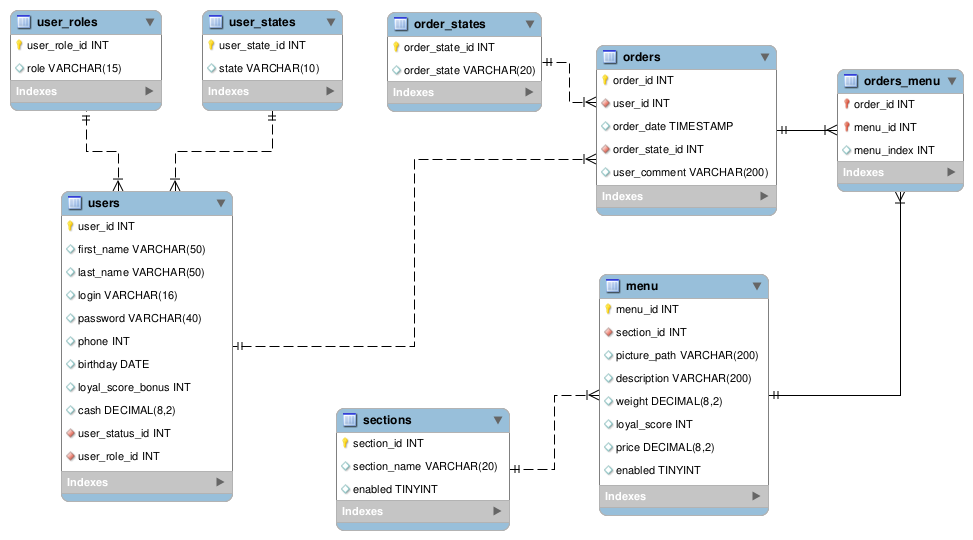 user_roles
user_role_id INT
role VARCHAR(15)
Indexes
user_states
user_state_id INT
state VARCHAR(10)
Indexes
order_states
order_state_id INT
order_state VARCHAR(20)
Indexes
orders
order_id INT
user_id INT
order_date TIMESTAMP
order_state_id INT
user_comment VARCHAR(200)
Indexes
orders_menu
order_id INT
menu_id INT
menu_index INT
Indexes
users
user_id INT
first_name VARCHAR(50)
last_name VARCHAR(50)
login VARCHAR(16)
password VARCHAR(40)
phone INT
birthday DATE
loyal_score_bonus INT
cash DECIMAL(8,2)
user_status_id INT
user_role_id INT
Indexes
menu
menu_id INT
section_id INT
picture_path VARCHAR(200)
description VARCHAR(200)
weight DECIMAL(8,2)
loyal_score INT
price DECIMAL(8,2)
enabled TINYINT
Indexes
sections
section_id INT
section_name VARCHAR(20)
enabled TINYINT
Indexes